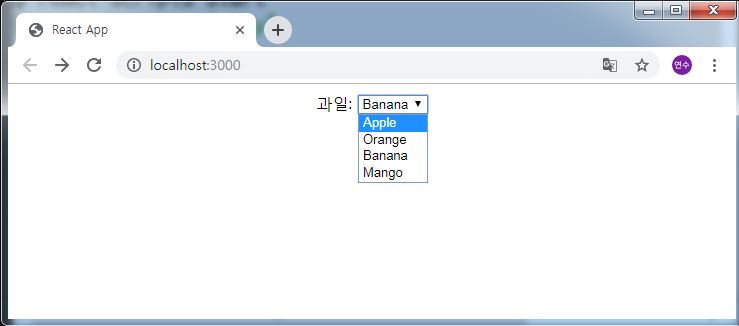 React App
localhost:3000
연수
과일: Banana
Apple
Orange
Banana
Mango